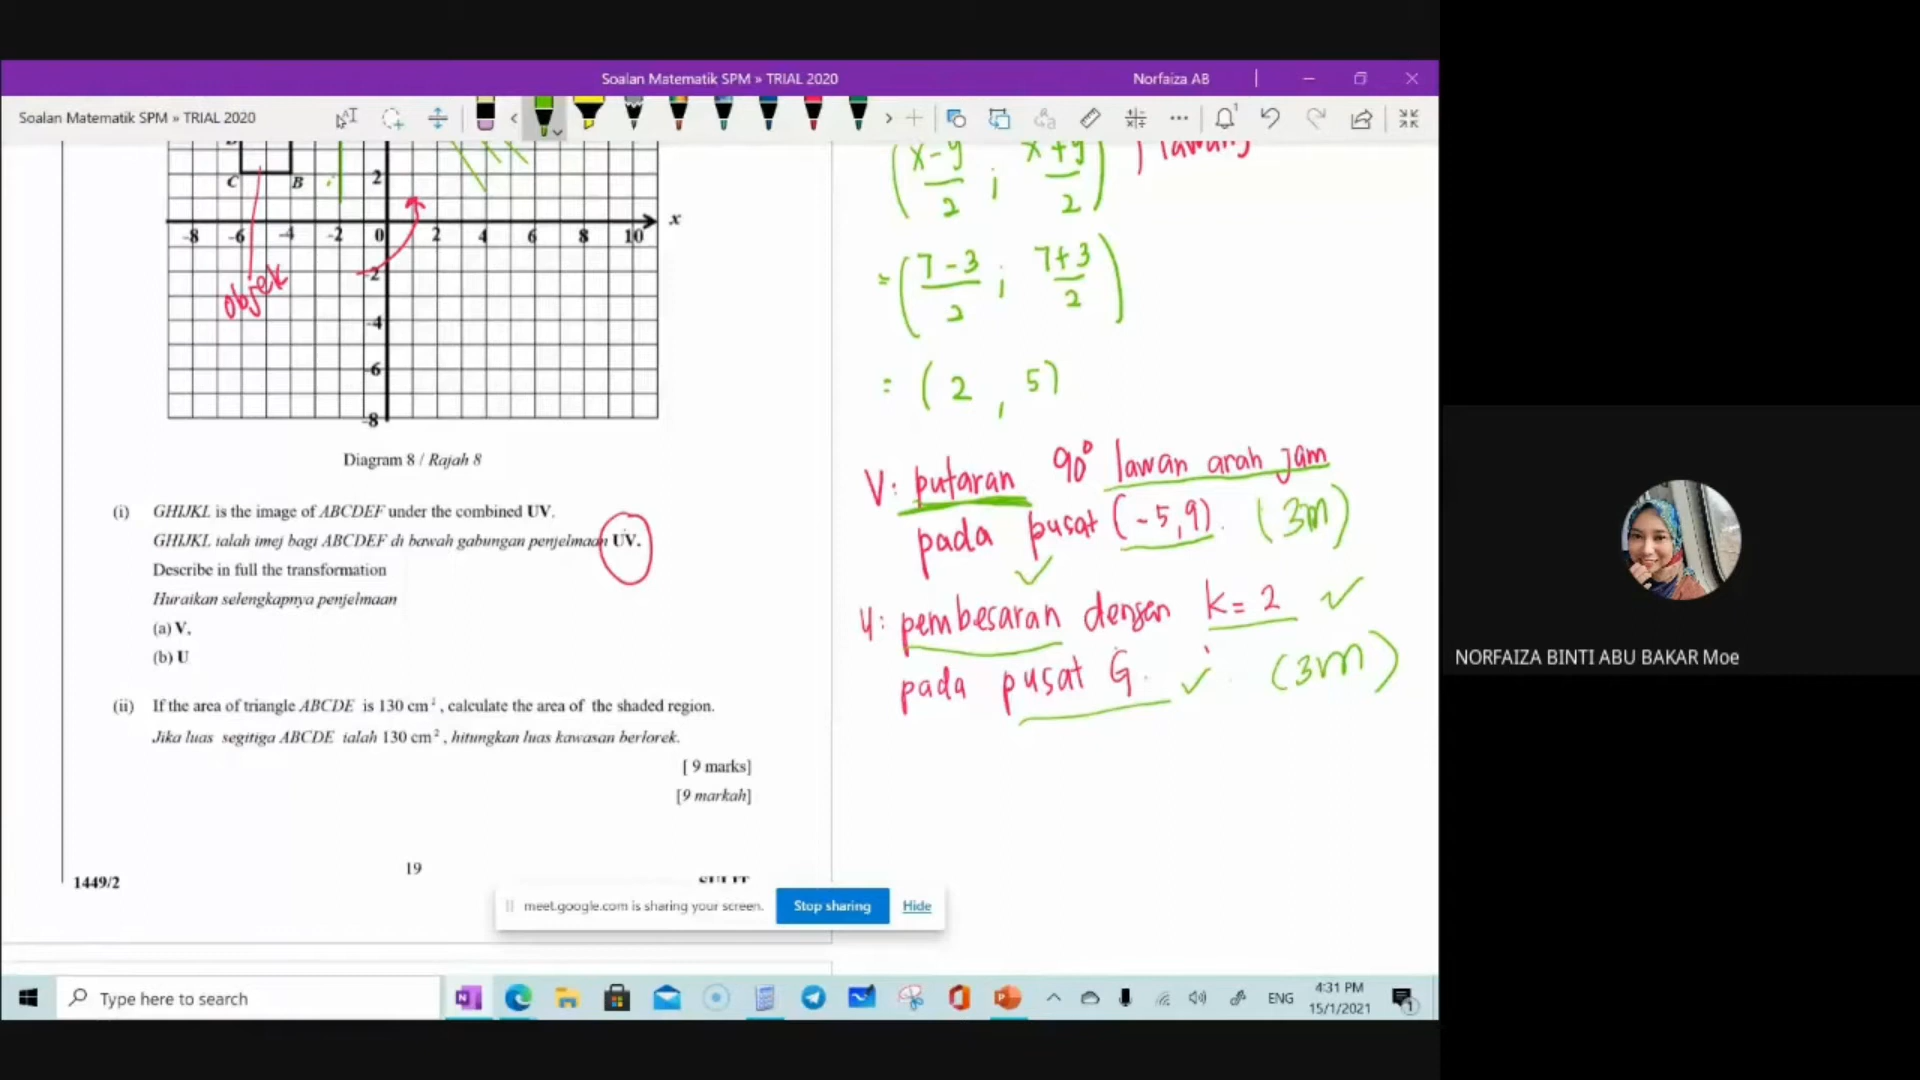 Soalan Matematik SPM » TRIAL 2020
Norfaiza AB
Soalan Matematik SPM » TRIAL 2020
C B 2
x
-8 -6 -4 -2 0 2 4 6 8 10
-2
-4
-6
-8
objek
Diagram 8 / Rajah 8
(i) GHIJKL is the image of ABCDEF under the combined UV.
GHIJKL ialah imej bagi ABCDEF di bawah gabungan penjelmaan UV.
Describe in full the transformation
Huraikan selengkapnya penjelmaan
(a) V.
(b) U
(ii) If the area of triangle ABCDE is 130 cm², calculate the area of the shaded region.
Jika luas segitiga ABCDE ialah 130 cm², hitungkan luas kawasan berlorek.
[ 9 marks]
[9 markah]
19
1449/2
SULIT
(x-y/2 ; x+y/2) lawan
= (7-3/2 ; 7+3/2)
= (2 , 5)
V: putaran 90° lawan arah jam
pada pusat (-5,9). (3m)
U: pembesaran dengan k=2
pada pusat G. (3m)
NORFAIZA BINTI ABU BAKAR Moe
meet.google.com is sharing your screen.
Stop sharing
Hide
Type here to search
ENG
4:31 PM
15/1/2021
1